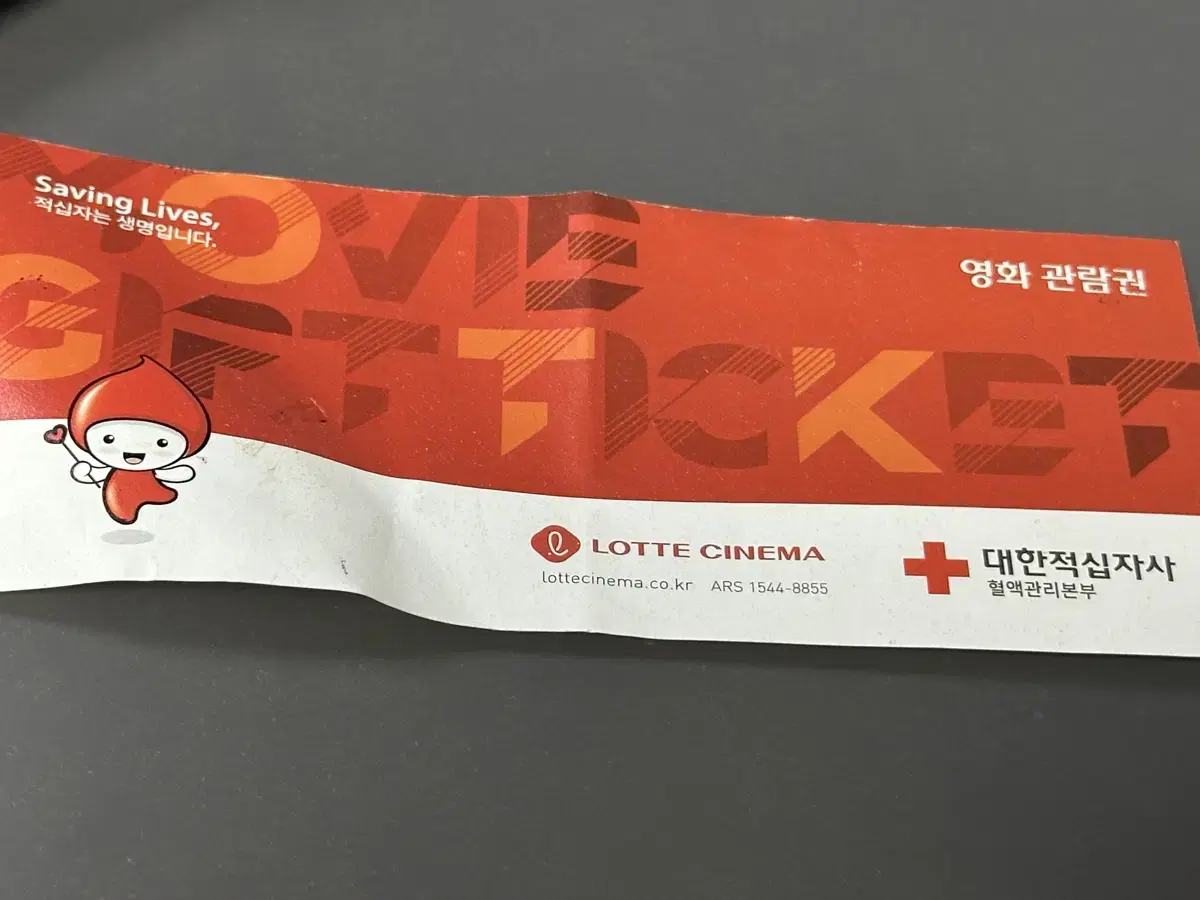 Saving Lives,
적십자는 생명입니다.
MOVIE
GIFT TICKET
영화 관람권
LOTTE CINEMA
lottecinema.co.kr ARS 1544-8855
대한적십자사
혈액관리본부